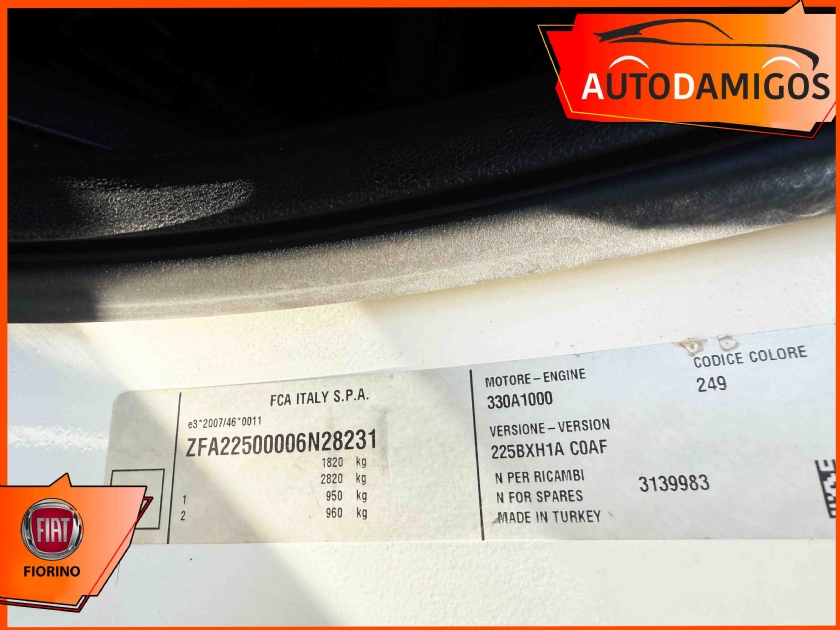 AUTODAMIGOS
FCA ITALY S.P.A.
e3*2007/46*0011
ZFA22500006N28231
1820 kg
2820 kg
1 950 kg
2 960 kg
MOTORE-ENGINE
330A1000
VERSIONE-VERSION
225BXH1A C0AF
N PER RICAMBI
N FOR SPARES
3139983
MADE IN TURKEY
CODICE COLORE
249
FIAT
FIORINO